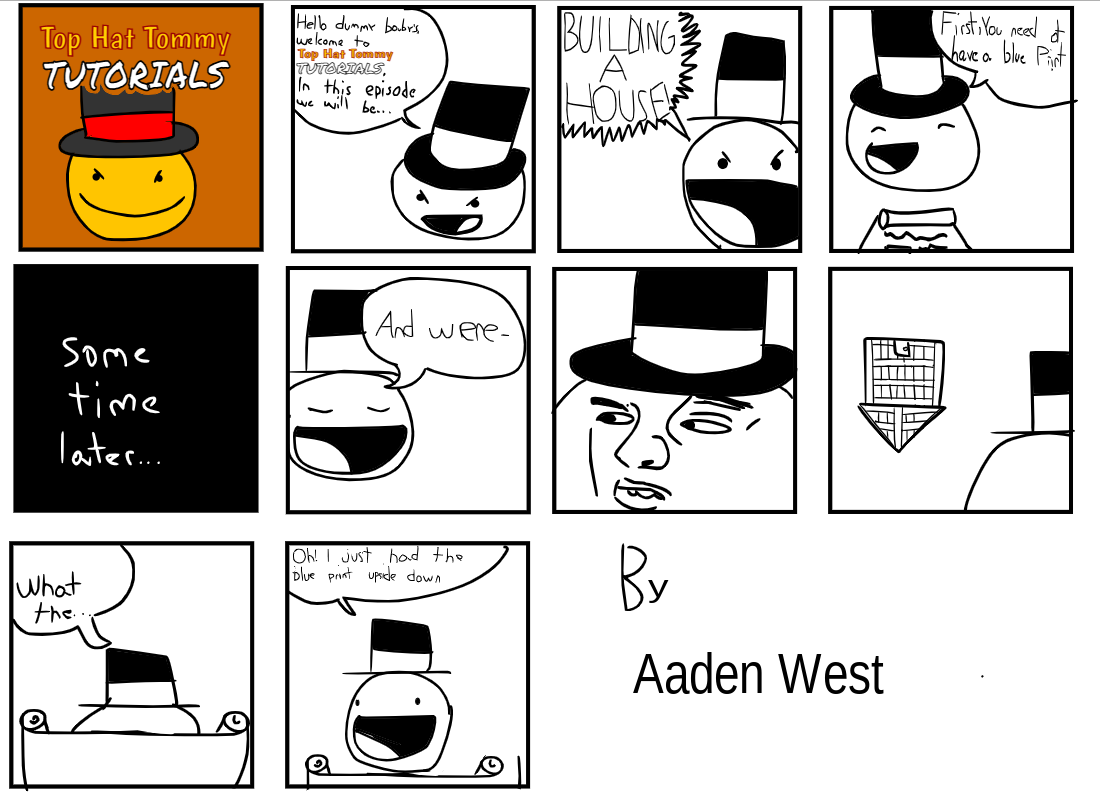 Top Hat Tommy
TUTORIALS
Hello dummy
welcome to
Top Hat Tommy
TUTORIALS,
In this episode
we will be...
BUILDING
A
HOUSE!
First, You need
have a blue Print
Some
time
later...
And were-
What
the...
Oh! I just had the
blue print upside down
By
Aaden West